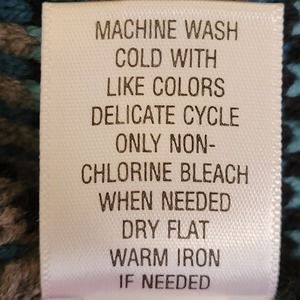 MACHINE WASH
COLD WITH
LIKE COLORS
DELICATE CYCLE
ONLY NON-
CHLORINE BLEACH
WHEN NEEDED
DRY FLAT
WARM IRON
IF NEEDED